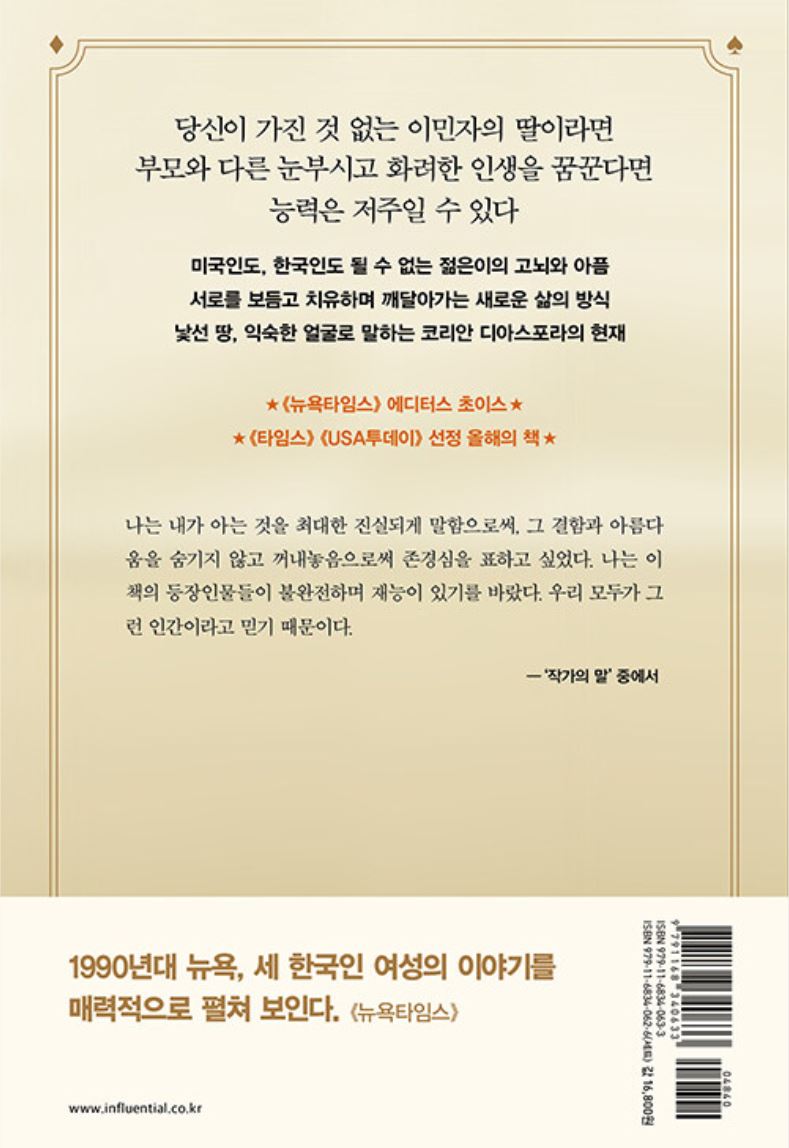 당신이 가진 것 없는 이민자의 딸이라면
부모와 다른 눈부시고 화려한 인생을 꿈꾼다면
능력은 저주일 수 있다
미국인도, 한국인도 될 수 없는 젊은이의 고뇌와 아픔
서로를 보듬고 치유하며 깨달아가는 새로운 삶의 방식
낯선 땅, 익숙한 얼굴로 말하는 코리안 디아스포라의 현재
★《뉴욕타임스》 에디터스 초이스★
★《타임스》 《USA투데이》 선정 올해의 책★
나는 내가 아는 것을 최대한 진실되게 말함으로써, 그 결함과 아름다
움을 숨기지 않고 꺼내놓음으로써 존경심을 표하고 싶었다. 나는 이
책의 등장인물들이 불완전하며 재능이 있기를 바랐다. 우리 모두가 그
런 인간이라고 믿기 때문이다.
— ‘작가의 말’ 중에서
1990년대 뉴욕, 세 한국인 여성의 이야기를
매력적으로 펼쳐 보인다. 《뉴욕타임스》
www.influential.co.kr
9 791168 340633
04840
ISBN 979-11-6834-063-3
ISBN 979-11-6834-062-6(세트) 값 16,800원